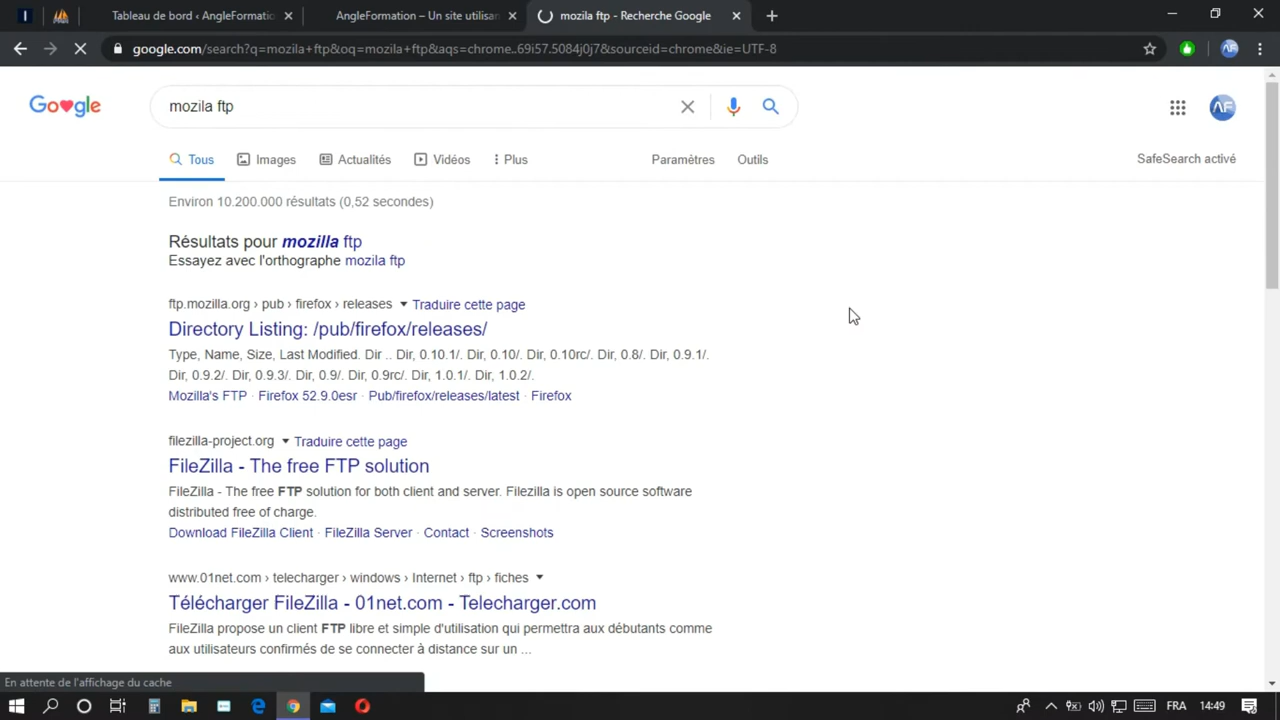 Tableau de bord ‹ AngleFormatio
AngleFormation – Un site utilisan
mozila ftp - Recherche Google
google.com/search?q=mozila+ftp&oq=mozila+ftp&aqs=chrome..69i57.5084j0j7&sourceid=chrome&ie=UTF-8
Go♥gle
mozila ftp
AF
Tous
Images
Actualités
Vidéos
Plus
Paramètres
Outils
SafeSearch activé
Environ 10.200.000 résultats (0,52 secondes)
Résultats pour mozilla ftp
Essayez avec l'orthographe mozila ftp
ftp.mozilla.org › pub › firefox › releases ▾ Traduire cette page
Directory Listing: /pub/firefox/releases/
Type, Name, Size, Last Modified. Dir .. Dir, 0.10.1/. Dir, 0.10/. Dir, 0.10rc/. Dir, 0.8/. Dir, 0.9.1/.
Dir, 0.9.2/. Dir, 0.9.3/. Dir, 0.9/. Dir, 0.9rc/. Dir, 1.0.1/. Dir, 1.0.2/.
Mozilla's FTP · Firefox 52.9.0esr · Pub/firefox/releases/latest · Firefox
filezilla-project.org ▾ Traduire cette page
FileZilla - The free FTP solution
FileZilla - The free FTP solution for both client and server. Filezilla is open source software
distributed free of charge.
Download FileZilla Client · FileZilla Server · Contact · Screenshots
www.01net.com › telecharger › windows › Internet › ftp › fiches ▾
Télécharger FileZilla - 01net.com - Telecharger.com
FileZilla propose un client FTP libre et simple d'utilisation qui permettra aux débutants comme
aux utilisateurs confirmés de se connecter à distance sur un ...
En attente de l'affichage du cache
FRA
14:49